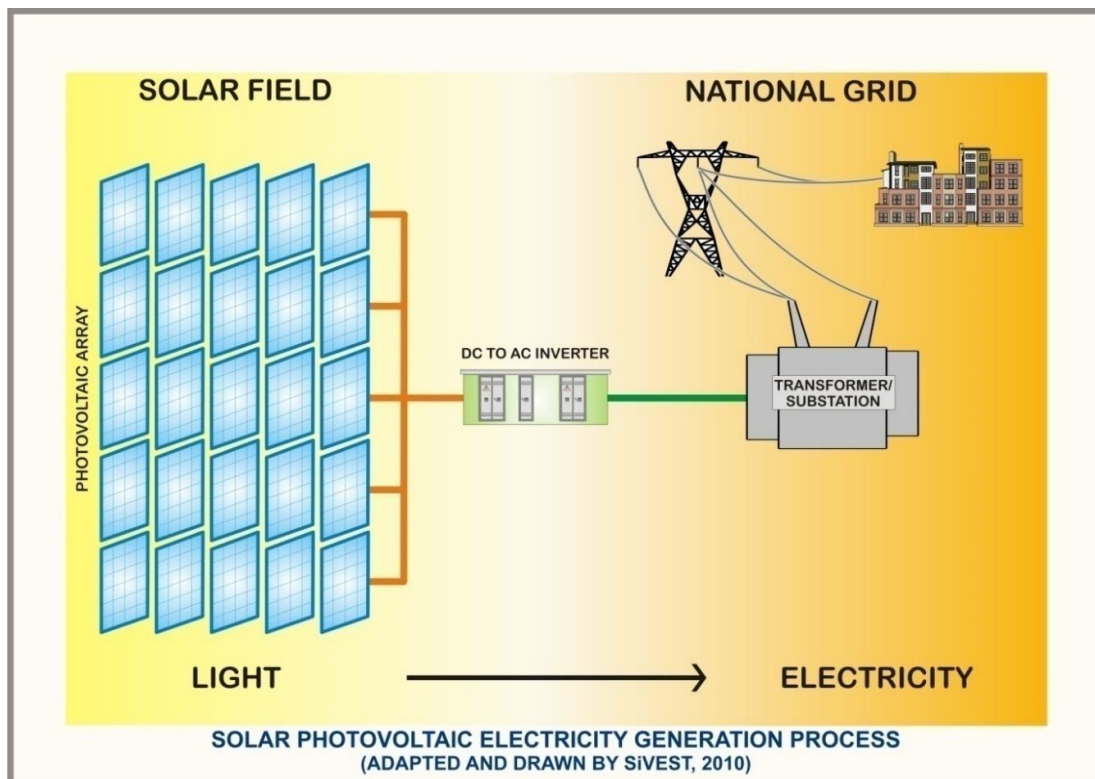 SOLAR FIELD
NATIONAL GRID
PHOTOVOLTAIC ARRAY
DC TO AC INVERTER
TRANSFORMER/
SUBSTATION
LIGHT
ELECTRICITY
SOLAR PHOTOVOLTAIC ELECTRICITY GENERATION PROCESS
(ADAPTED AND DRAWN BY SiVEST, 2010)